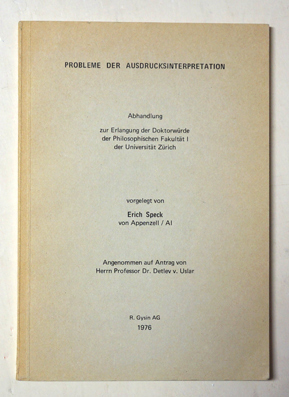 PROBLEME DER AUSDRUCKSINTERPRETATION
Abhandlung
zur Erlangung der Doktorwürde
der Philosophischen Fakultät I
der Universität Zürich
vorgelegt von
Erich Speck
von Appenzell / AI
Angenommen auf Antrag von
Herrn Professor Dr. Detlev v. Uslar
R. Gysin AG
1976